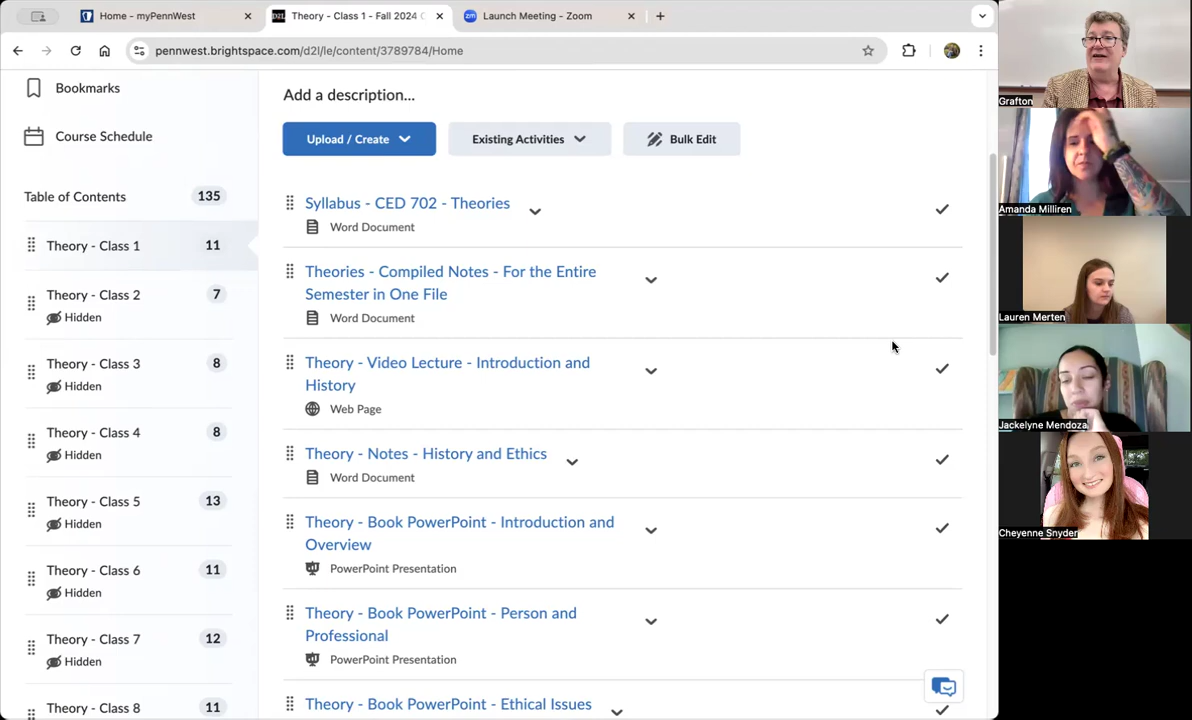 Home - myPennWest
Theory - Class 1 - Fall 2024 C
Launch Meeting - Zoom
pennwest.brightspace.com/d2l/le/content/3789784/Home
Bookmarks
Course Schedule
Table of Contents 135
Theory - Class 1 11
Theory - Class 2 7
Hidden
Theory - Class 3 8
Hidden
Theory - Class 4 8
Hidden
Theory - Class 5 13
Hidden
Theory - Class 6 11
Hidden
Theory - Class 7 12
Hidden
Theory - Class 8 11
Add a description...
Upload / Create
Existing Activities
Bulk Edit
Syllabus - CED 702 - Theories
Word Document
Theories - Compiled Notes - For the Entire
Semester in One File
Word Document
Theory - Video Lecture - Introduction and
History
Web Page
Theory - Notes - History and Ethics
Word Document
Theory - Book PowerPoint - Introduction and
Overview
PowerPoint Presentation
Theory - Book PowerPoint - Person and
Professional
PowerPoint Presentation
Theory - Book PowerPoint - Ethical Issues
Grafton
Amanda Milliren
Lauren Merten
Jackelyne Mendoza
Cheyenne Snyder
D2L
zm